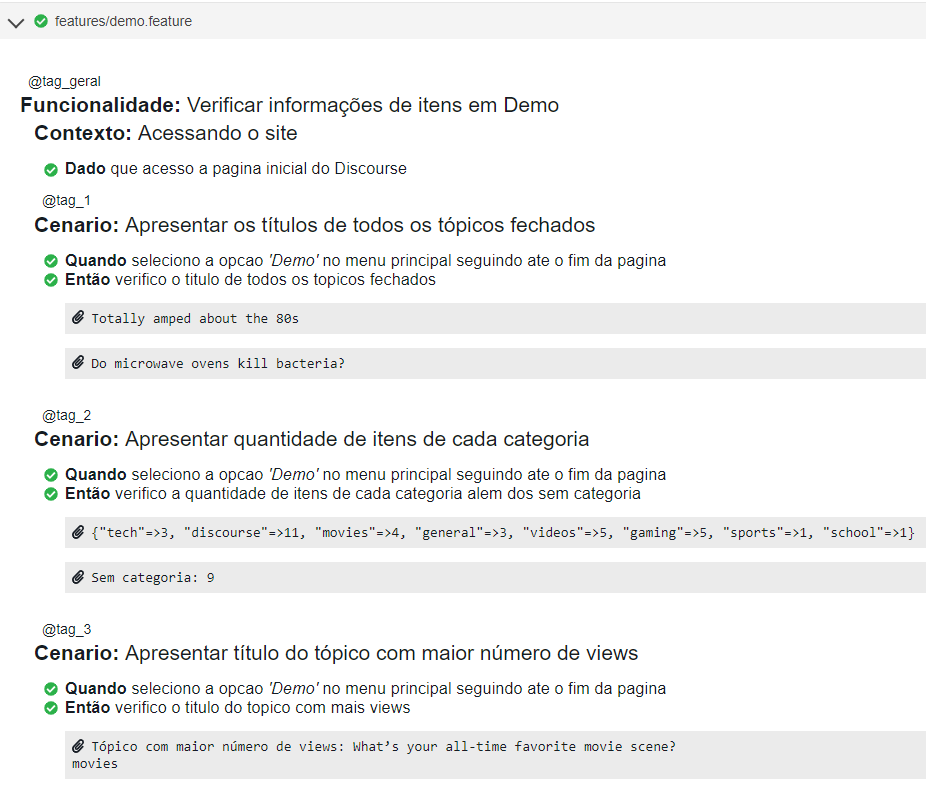 features/demo.feature
@tag_geral
Funcionalidade: Verificar informações de itens em Demo
Contexto: Acessando o site
Dado que acesso a pagina inicial do Discourse
@tag_1
Cenario: Apresentar os títulos de todos os tópicos fechados
Quando seleciono a opcao 'Demo' no menu principal seguindo ate o fim da pagina
Então verifico o titulo de todos os topicos fechados
Totally amped about the 80s
Do microwave ovens kill bacteria?
@tag_2
Cenario: Apresentar quantidade de itens de cada categoria
Quando seleciono a opcao 'Demo' no menu principal seguindo ate o fim da pagina
Então verifico a quantidade de itens de cada categoria alem dos sem categoria
{"tech"=>3, "discourse"=>11, "movies"=>4, "general"=>3, "videos"=>5, "gaming"=>5, "sports"=>1, "school"=>1}
Sem categoria: 9
@tag_3
Cenario: Apresentar título do tópico com maior número de views
Quando seleciono a opcao 'Demo' no menu principal seguindo ate o fim da pagina
Então verifico o titulo do topico com mais views
Tópico com maior número de views: What’s your all-time favorite movie scene?
movies